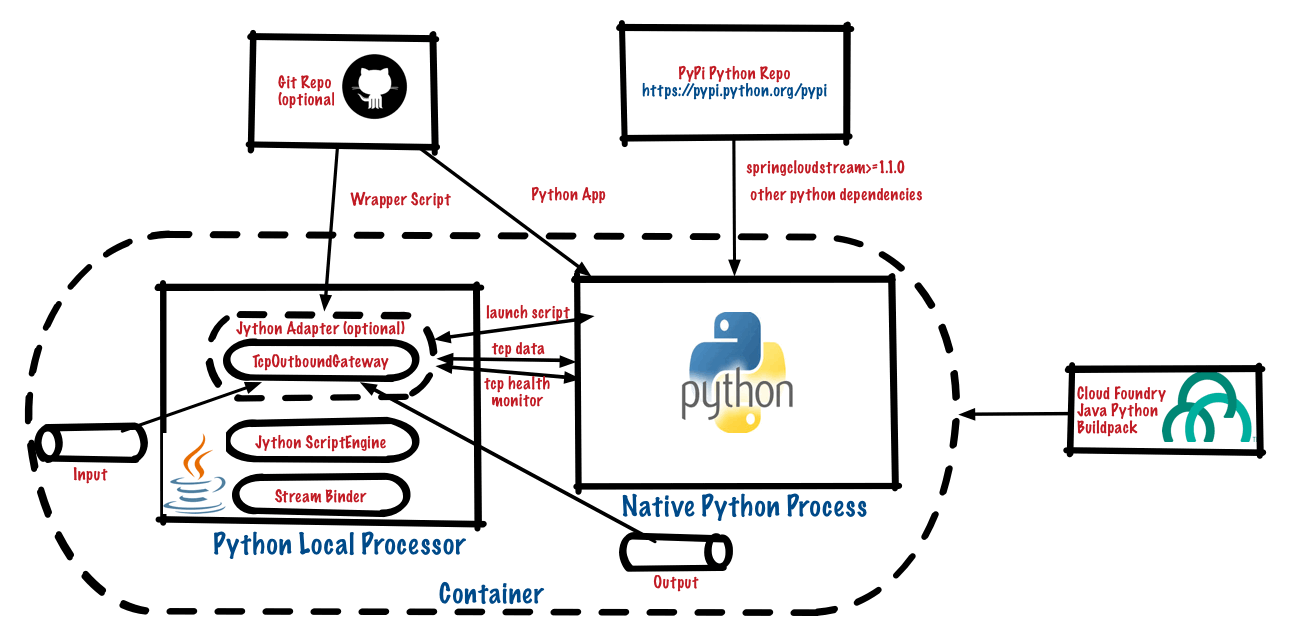 Git Repo
(optional
PyPi Python Repo
https://pypi.python.org/pypi
springcloudstream>=1.1.0
other python dependencies
Wrapper Script
Python App
Jython Adapter (optional)
TcpOutboundGateway
launch script
tcp data
tcp health
monitor
python
Cloud Foundry
Java Python
Buildpack
Input
Jython ScriptEngine
Stream Binder
Python Local Processor
Native Python Process
Output
Container